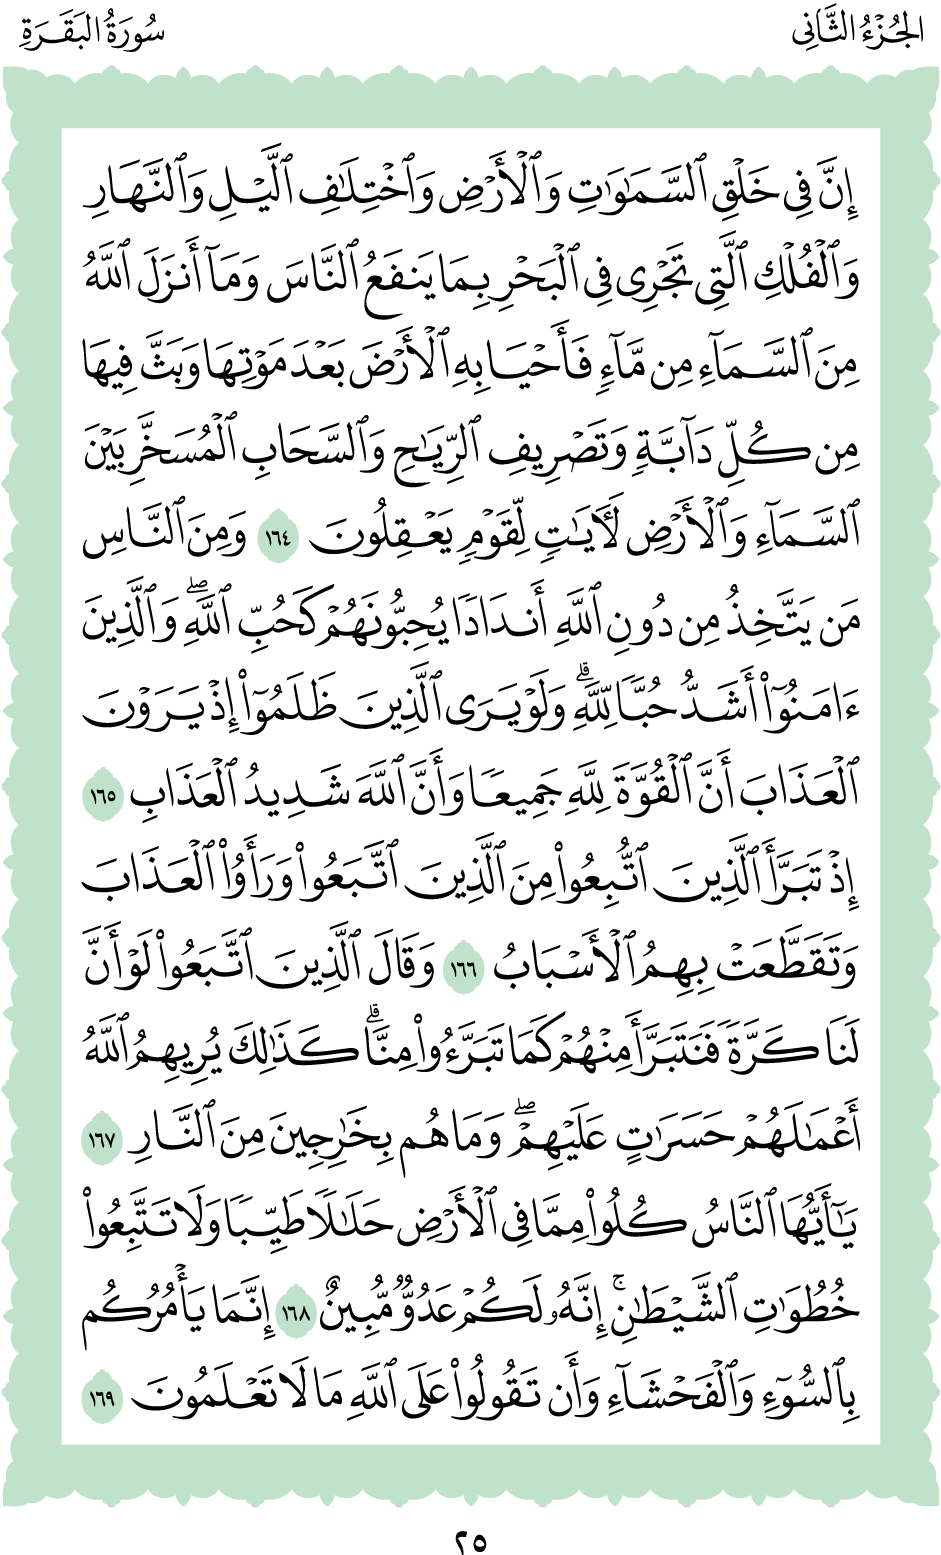 الجُزْءُ الثَّانِي
سُورَةُ البَقَرَةِ
إِنَّ فِي خَلْقِ ٱلسَّمَٰوَٰتِ وَٱلْأَرْضِ وَٱخْتِلَٰفِ ٱلَّيْلِ وَٱلنَّهَارِ
وَٱلْفُلْكِ ٱلَّتِي تَجْرِي فِي ٱلْبَحْرِ بِمَا يَنفَعُ ٱلنَّاسَ وَمَآ أَنزَلَ ٱللَّهُ
مِنَ ٱلسَّمَآءِ مِن مَّآءٍ فَأَحْيَا بِهِ ٱلْأَرْضَ بَعْدَ مَوْتِهَا وَبَثَّ فِيهَا
مِن كُلِّ دَآبَّةٍ وَتَصْرِيفِ ٱلرِّيَٰحِ وَٱلسَّحَابِ ٱلْمُسَخَّرِ بَيْنَ
ٱلسَّمَآءِ وَٱلْأَرْضِ لَأٓيَٰتٍ لِّقَوْمٍ يَعْقِلُونَ ١٦٤ وَمِنَ ٱلنَّاسِ
مَن يَتَّخِذُ مِن دُونِ ٱللَّهِ أَندَادًا يُحِبُّونَهُمْ كَحُبِّ ٱللَّهِۖ وَٱلَّذِينَ
ءَامَنُوٓا۟ أَشَدُّ حُبًّا لِّلَّهِۗ وَلَوْ يَرَى ٱلَّذِينَ ظَلَمُوٓا۟ إِذْ يَرَوْنَ
ٱلْعَذَابَ أَنَّ ٱلْقُوَّةَ لِلَّهِ جَمِيعًا وَأَنَّ ٱللَّهَ شَدِيدُ ٱلْعَذَابِ ١٦٥
إِذْ تَبَرَّأَ ٱلَّذِينَ ٱتُّبِعُوا۟ مِنَ ٱلَّذِينَ ٱتَّبَعُوا۟ وَرَأَوُا۟ ٱلْعَذَابَ
وَتَقَطَّعَتْ بِهِمُ ٱلْأَسْبَابُ ١٦٦ وَقَالَ ٱلَّذِينَ ٱتَّبَعُوا۟ لَوْ أَنَّ
لَنَا كَرَّةً فَنَتَبَرَّأَ مِنْهُمْ كَمَا تَبَرَّءُوا۟ مِنَّاۗ كَذَٰلِكَ يُرِيهِمُ ٱللَّهُ
أَعْمَٰلَهُمْ حَسَرَٰتٍ عَلَيْهِمْۖ وَمَا هُم بِخَٰرِجِينَ مِنَ ٱلنَّارِ ١٦٧
يَٰٓأَيُّهَا ٱلنَّاسُ كُلُوا۟ مِمَّا فِي ٱلْأَرْضِ حَلَٰلًا طَيِّبًا وَلَا تَتَّبِعُوا۟
خُطُوَٰتِ ٱلشَّيْطَٰنِۚ إِنَّهُۥ لَكُمْ عَدُوٌّ مُّبِينٌ ١٦٨ إِنَّمَا يَأْمُرُكُم
بِٱلسُّوٓءِ وَٱلْفَحْشَآءِ وَأَن تَقُولُوا۟ عَلَى ٱللَّهِ مَا لَا تَعْلَمُونَ ١٦٩
٢٥